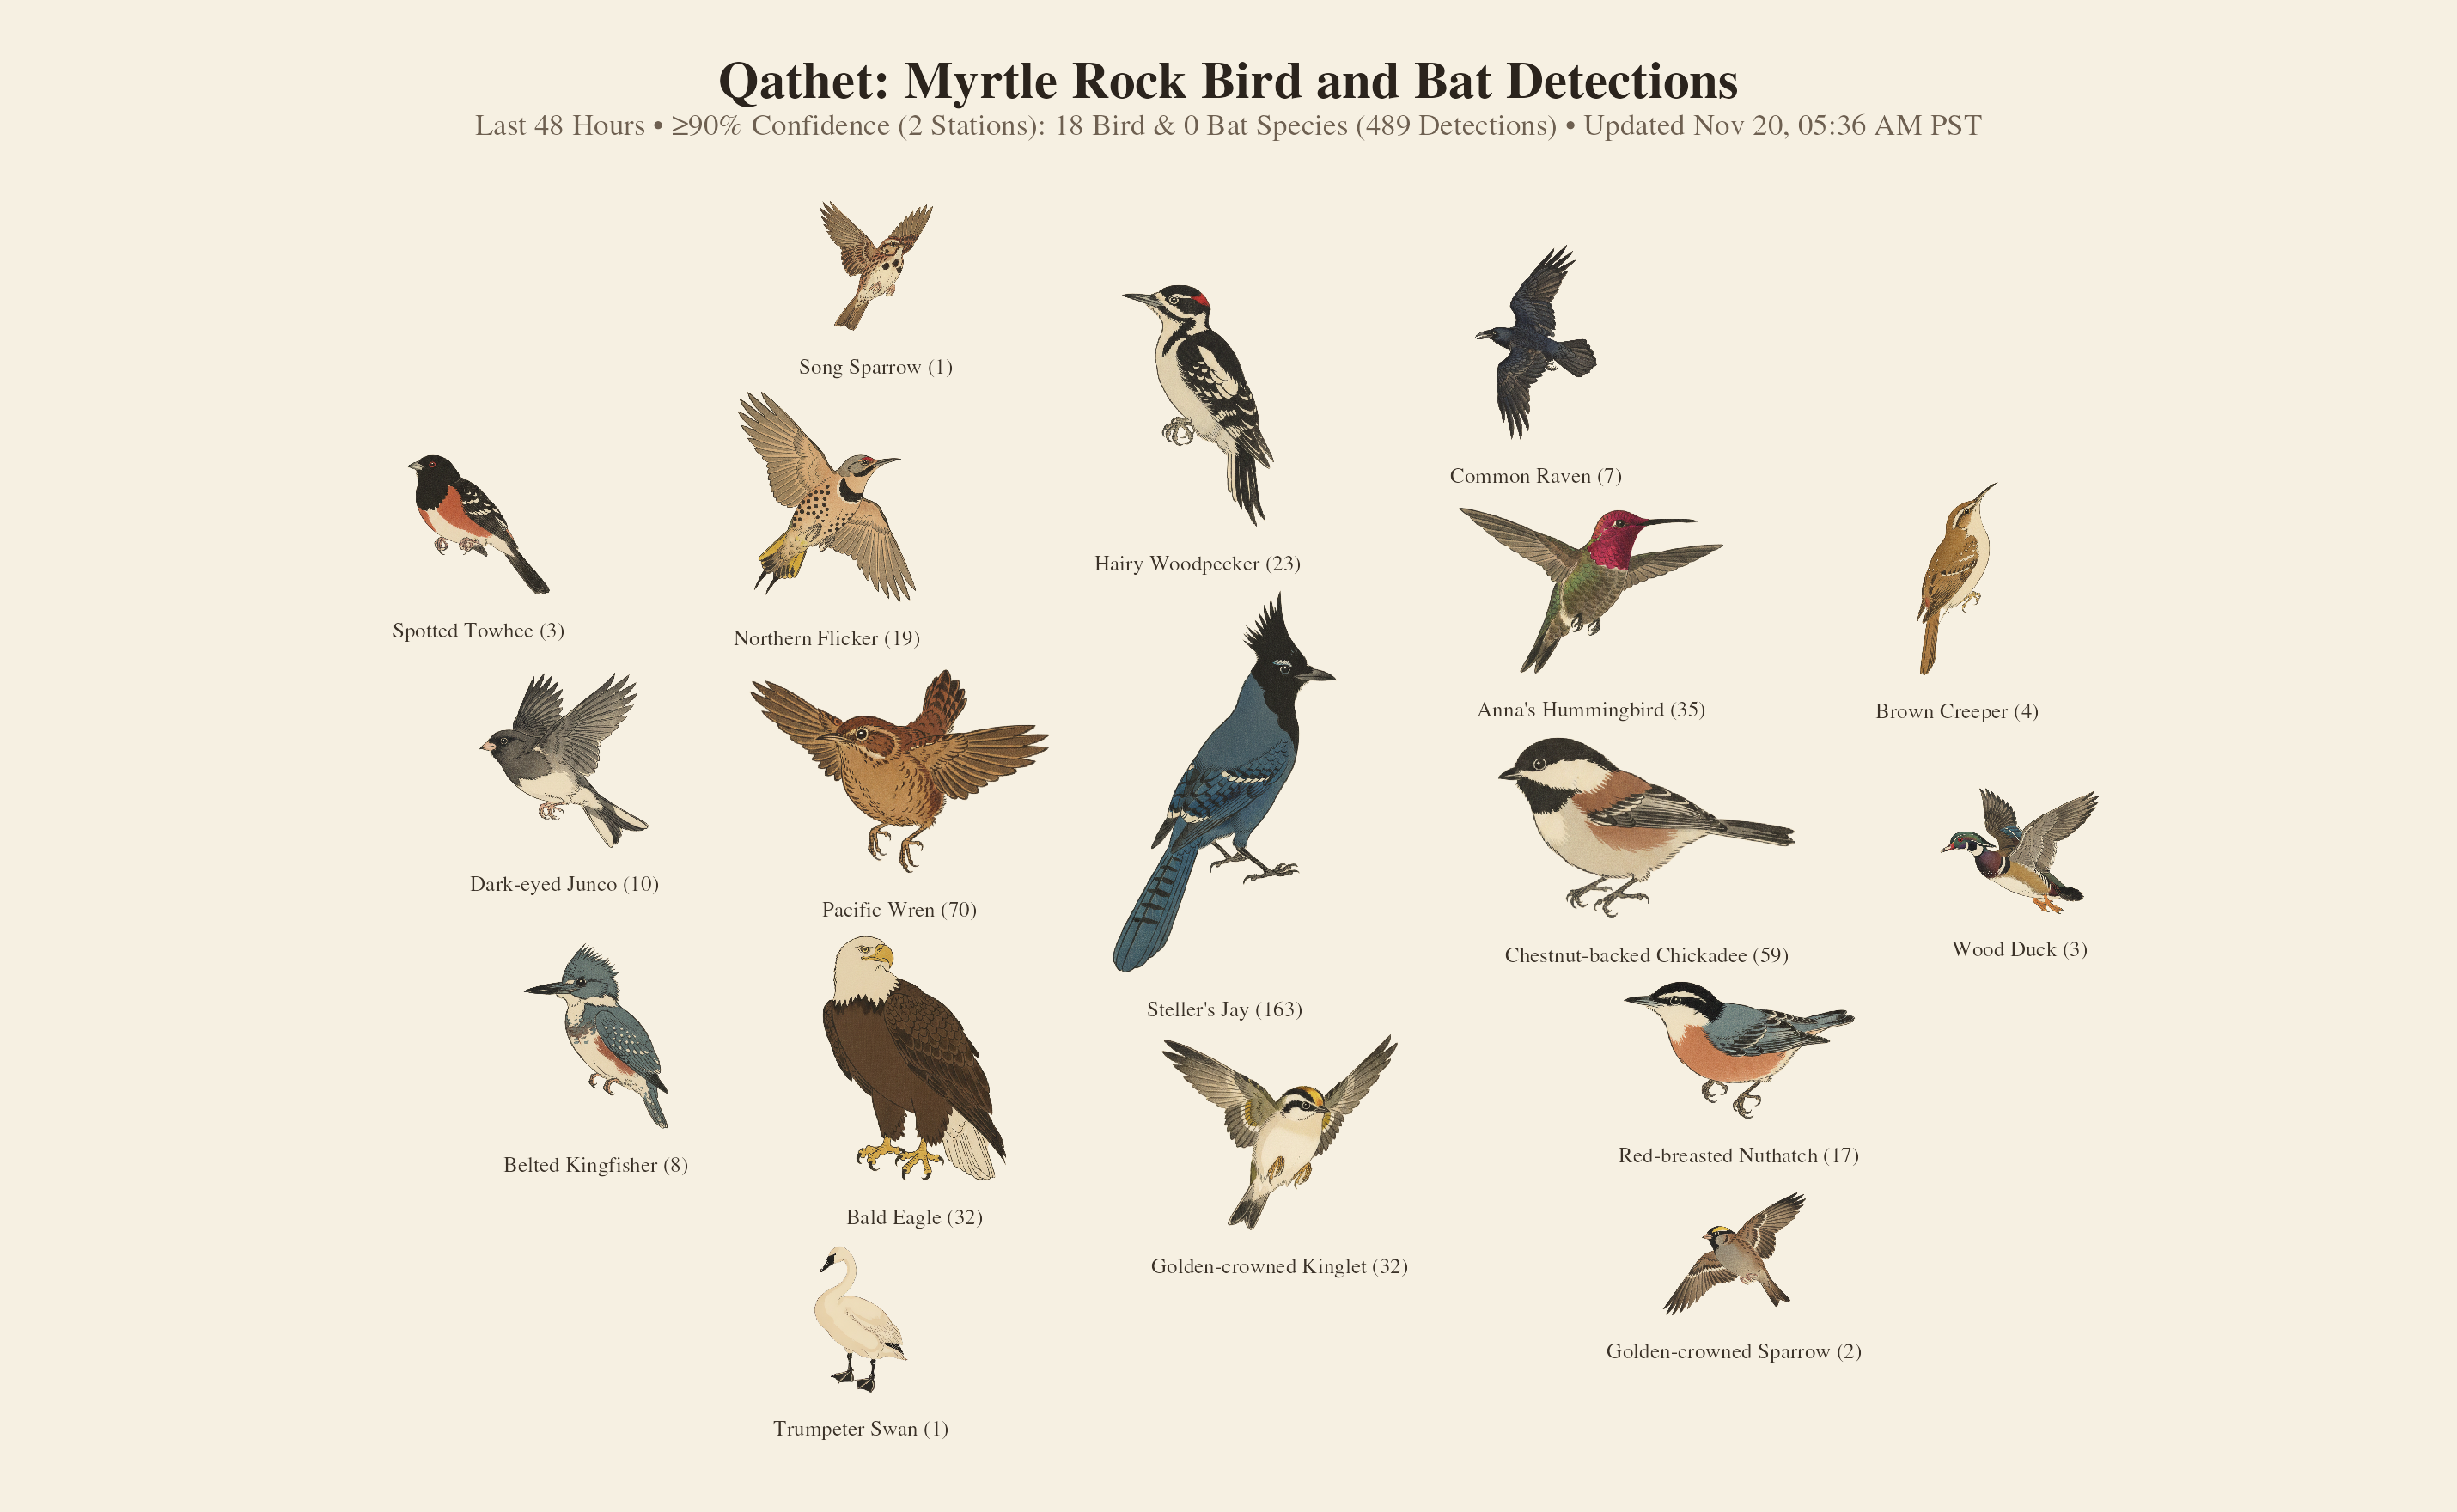 Qathet: Myrtle Rock Bird and Bat Detections
Last 48 Hours • ≥90% Confidence (2 Stations): 18 Bird & 0 Bat Species (489 Detections) • Updated Nov 20, 05:36 AM PST
Song Sparrow (1)
Common Raven (7)
Hairy Woodpecker (23)
Spotted Towhee (3)
Northern Flicker (19)
Anna's Hummingbird (35)
Brown Creeper (4)
Dark-eyed Junco (10)
Pacific Wren (70)
Chestnut-backed Chickadee (59)
Wood Duck (3)
Steller's Jay (163)
Belted Kingfisher (8)
Red-breasted Nuthatch (17)
Bald Eagle (32)
Golden-crowned Kinglet (32)
Golden-crowned Sparrow (2)
Trumpeter Swan (1)